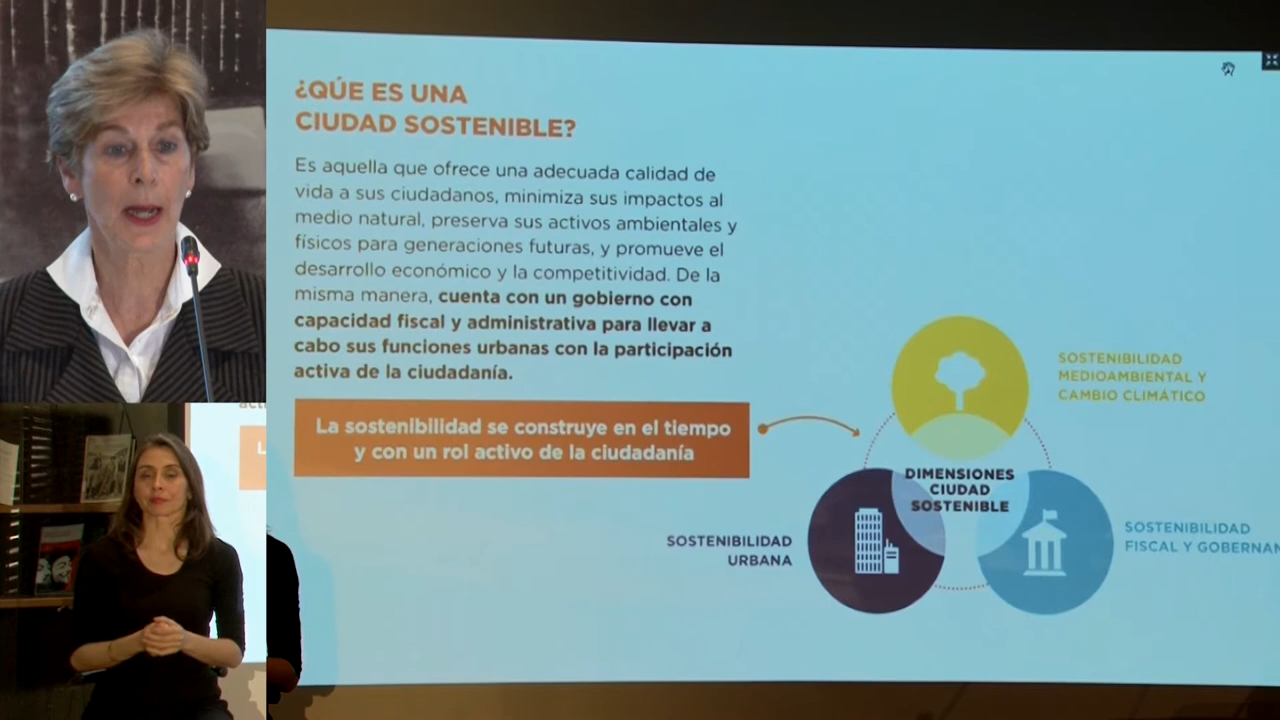 ¿QÚE ES UNA
CIUDAD SOSTENIBLE?
Es aquella que ofrece una adecuada calidad de
vida a sus ciudadanos, minimiza sus impactos al
medio natural, preserva sus activos ambientales y
físicos para generaciones futuras, y promueve el
desarrollo económico y la competitividad. De la
misma manera, cuenta con un gobierno con
capacidad fiscal y administrativa para llevar a
cabo sus funciones urbanas con la participación
activa de la ciudadanía.
La sostenibilidad se construye en el tiempo
y con un rol activo de la ciudadanía
SOSTENIBILIDAD
MEDIOAMBIENTAL Y
CAMBIO CLIMÁTICO
DIMENSIONES
CIUDAD
SOSTENIBLE
SOSTENIBILIDAD
URBANA
SOSTENIBILIDAD
FISCAL Y GOBERNAN